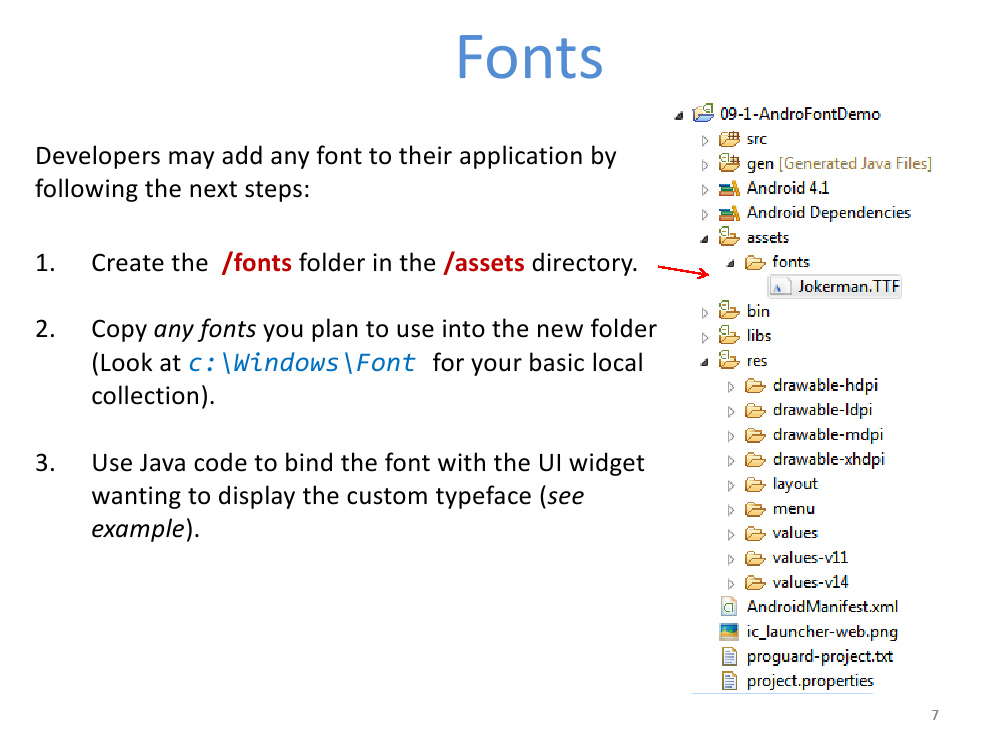 Fonts
Developers may add any font to their application by
following the next steps:
1. Create the /fonts folder in the /assets directory.
2. Copy any fonts you plan to use into the new folder
(Look at c:\Windows\Font for your basic local
collection).
3. Use Java code to bind the font with the UI widget
wanting to display the custom typeface (see
example).
09-1-AndroFontDemo
src
gen [Generated Java Files]
Android 4.1
Android Dependencies
assets
fonts
Jokerman.TTF
bin
libs
res
drawable-hdpi
drawable-ldpi
drawable-mdpi
drawable-xhdpi
layout
menu
values
values-v11
values-v14
AndroidManifest.xml
ic_launcher-web.png
proguard-project.txt
project.properties
7